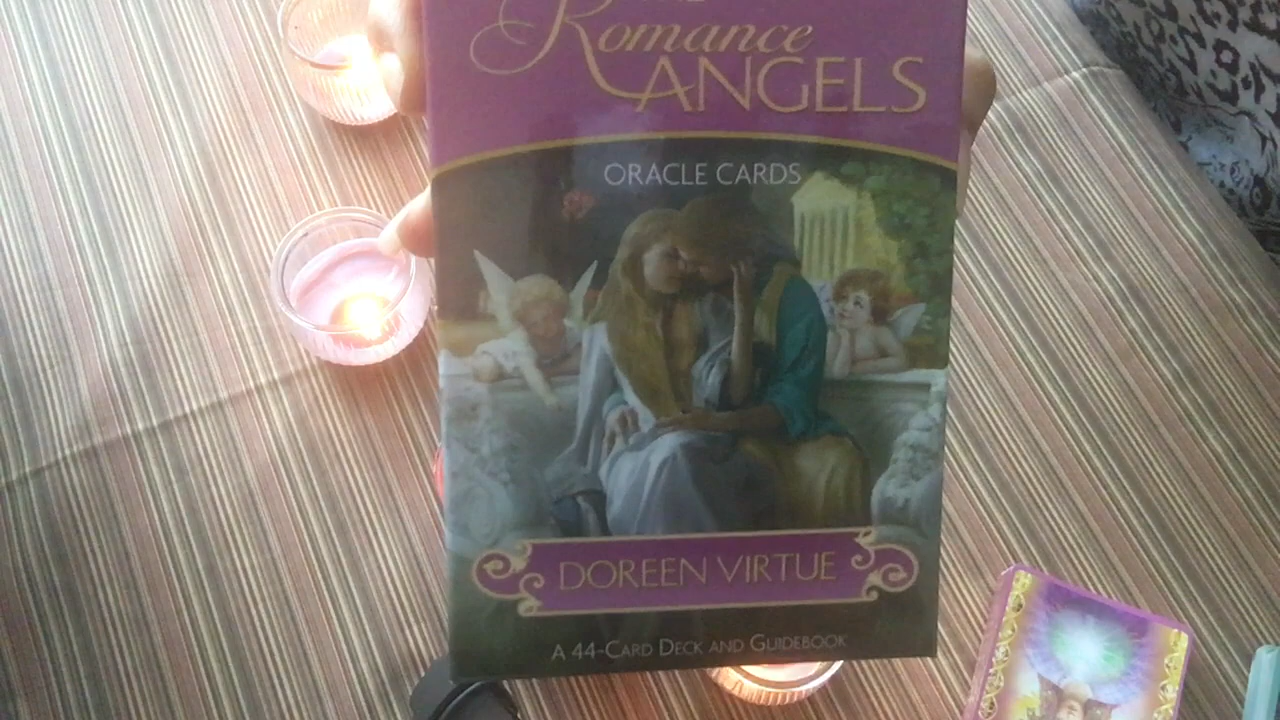 Romance
ANGELS
ORACLE CARDS
DOREEN VIRTUE
A 44-CARD DECK AND GUIDEBOOK